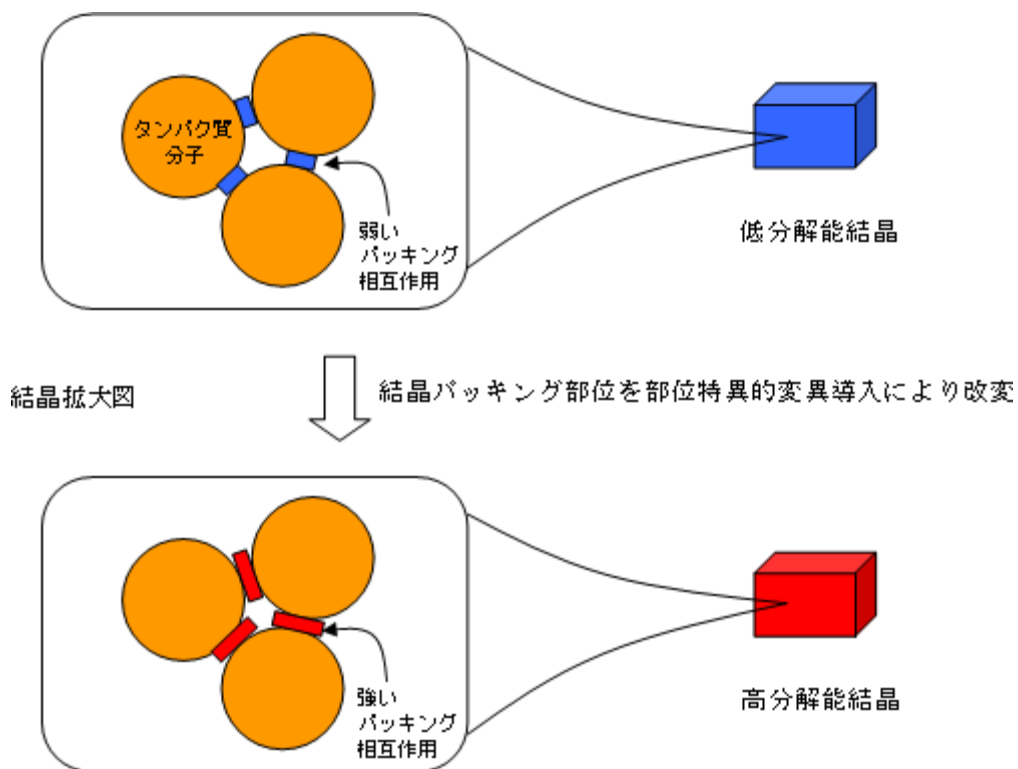 タンパク質
分子
弱い
パッキング
相互作用
低分解能結晶
結晶拡大図
結晶パッキング部位を部位特異的変異導入により改変
強い
パッキング
相互作用
高分解能結晶